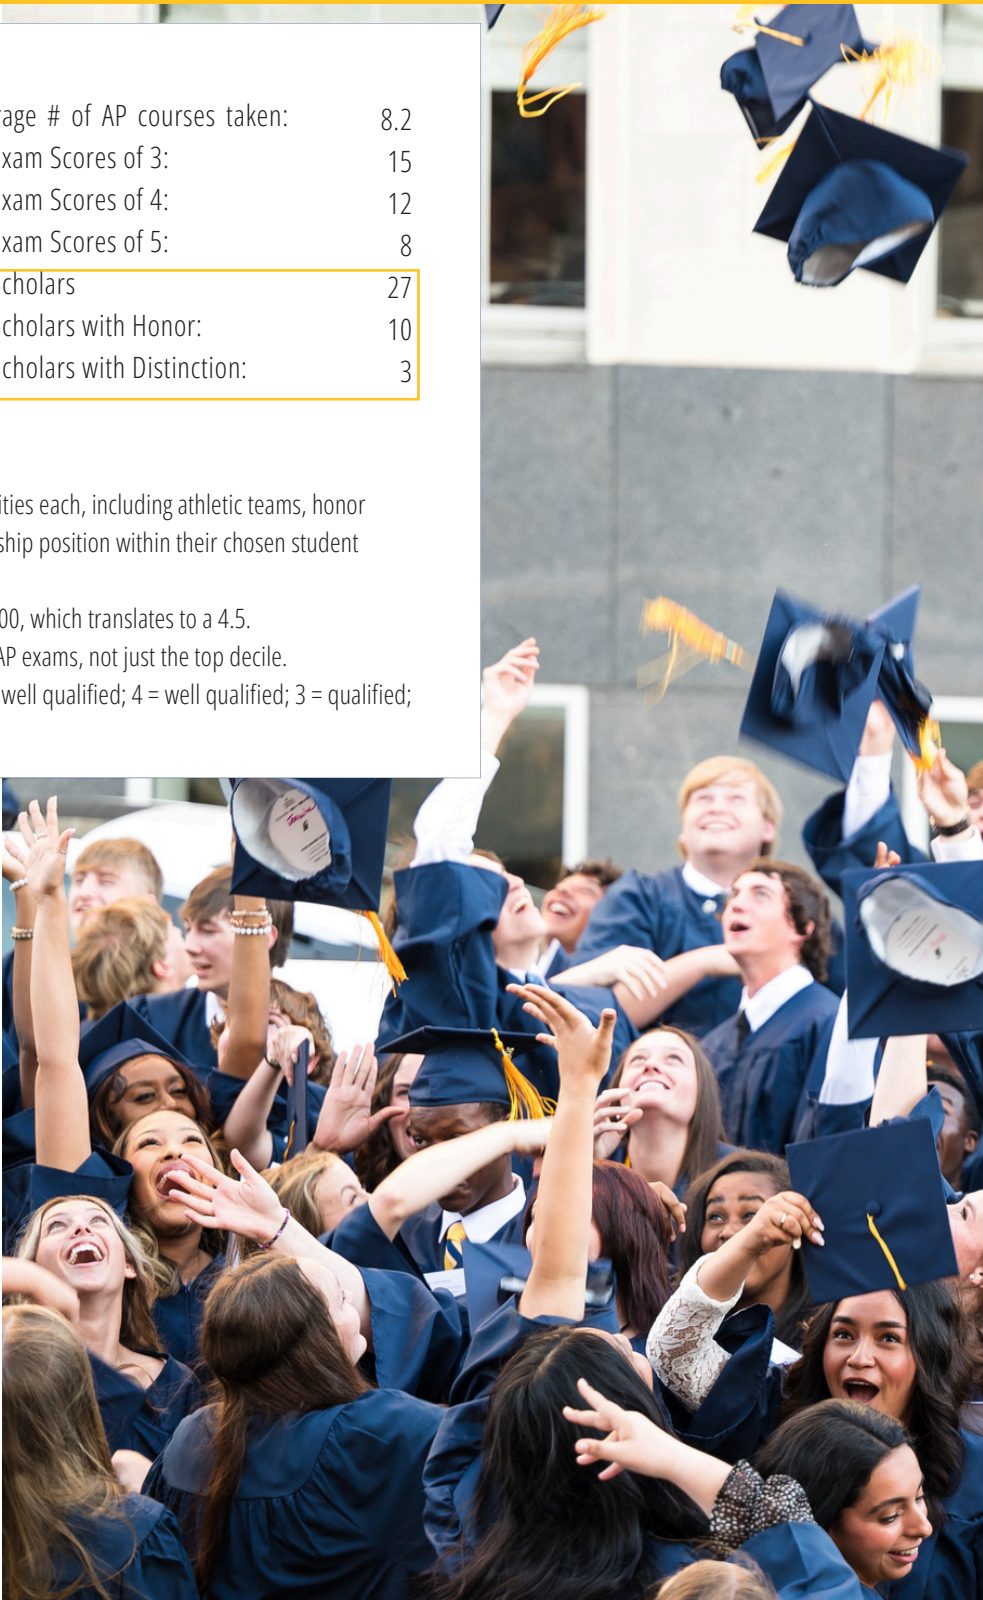 rage # of AP courses taken: 8.2
xam Scores of 3: 15
xam Scores of 4: 12
xam Scores of 5: 8
cholars 27
cholars with Honor: 10
cholars with Distinction: 3
ities each, including athletic teams, honor
ship position within their chosen student
00, which translates to a 4.5.
AP exams, not just the top decile.
well qualified; 4 = well qualified; 3 = qualified;